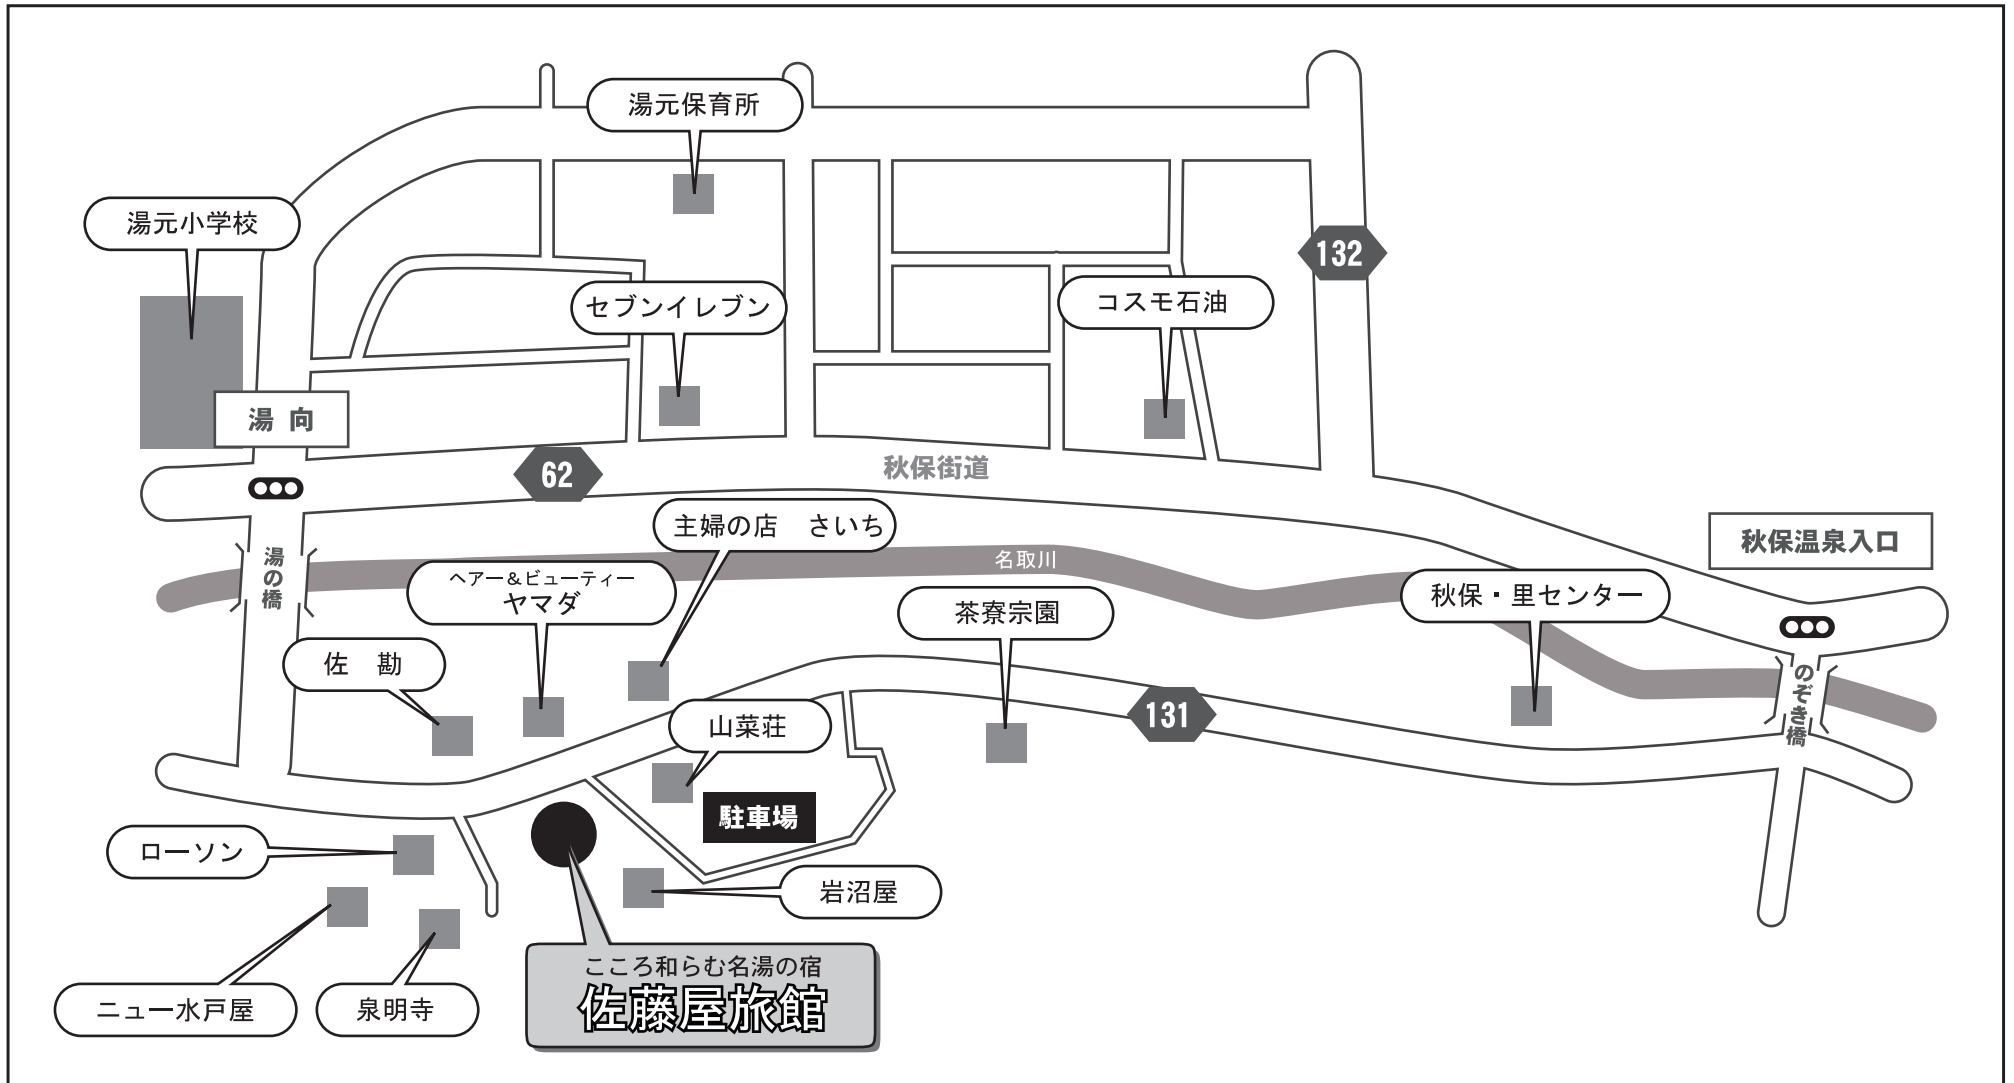 湯元保育所
湯元小学校
132
セブンイレブン
コスモ石油
湯 向
62
秋保街道
主婦の店　さいち
秋保温泉入口
名取川
湯の橋
ヘアー&ビューティー
ヤマダ
茶寮宗園
秋保・里センター
佐　勘
のぞき橋
山菜荘
131
駐車場
ローソン
岩沼屋
こころ和らむ名湯の宿
佐藤屋旅館
ニュー水戸屋
泉明寺